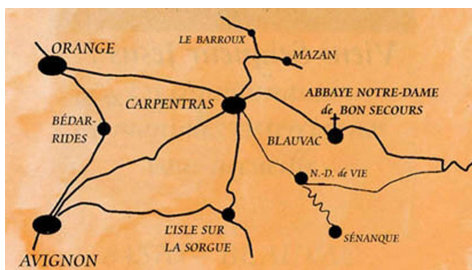 ORANGE
LE BARROUX
MAZAN
CARPENTRAS
ABBAYE NOTRE-DAME
de BON SECOURS
BÉDAR-
RIDES
BLAUVAC
N.-D. de VIE
L'ISLE SUR
LA SORGUE
SÉNANQUE
AVIGNON